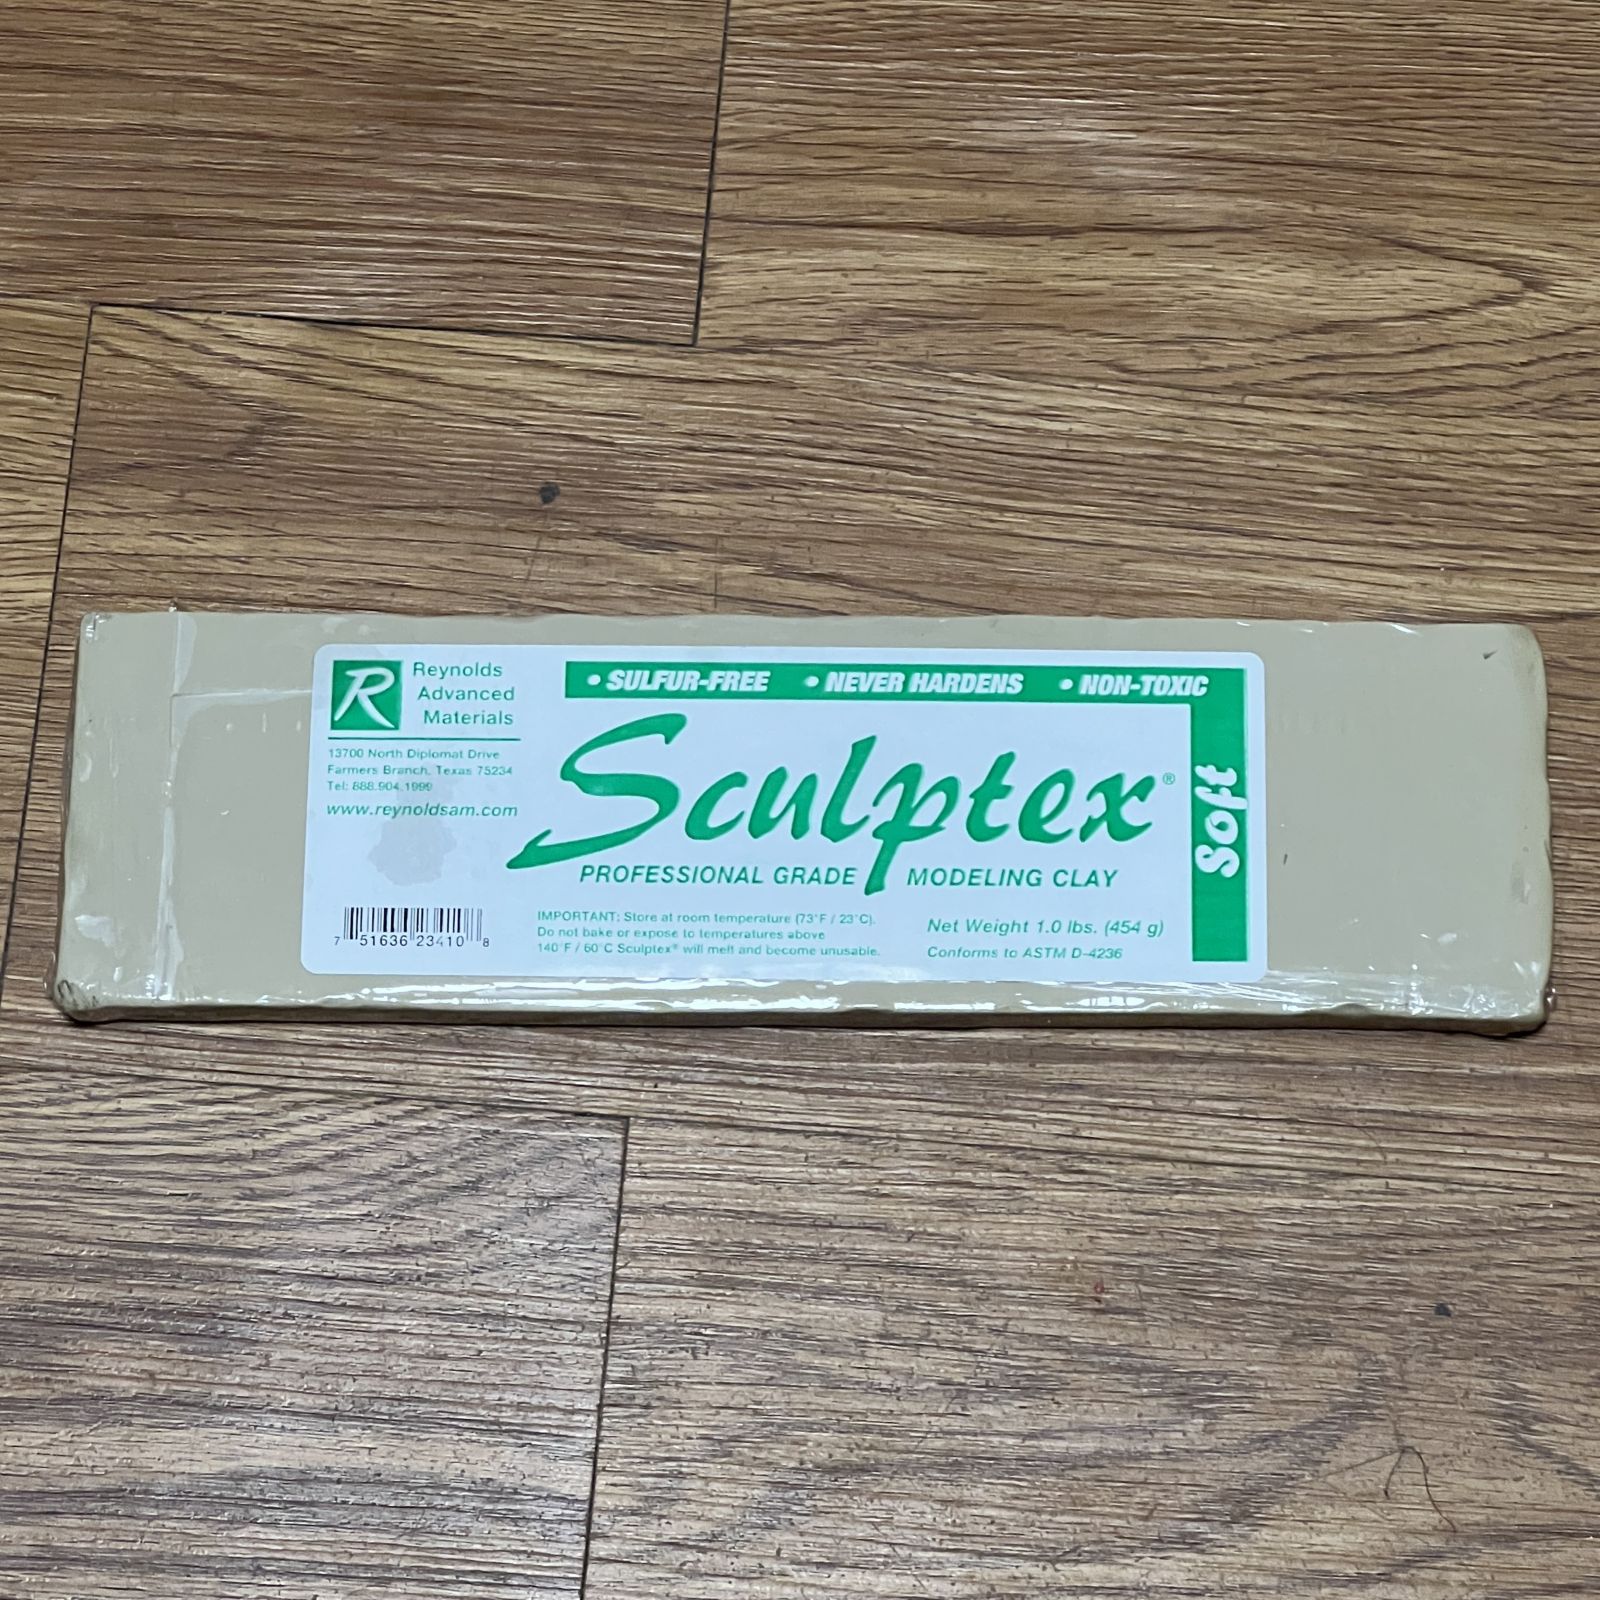 R
Reynolds
Advanced
Materials
13700 North Diplomat Drive
Farmers Branch, Texas 75234
Tel: 888.904.1999
www.reynoldsam.com
7 51636 23410 8
• SULFUR-FREE • NEVER HARDENS • NON-TOXIC
Sculptex®
PROFESSIONAL GRADE MODELING CLAY
IMPORTANT: Store at room temperature (73°F / 23°C).
Do not bake or expose to temperatures above
140°F / 60°C Sculptex® will melt and become unusable.
Net Weight 1.0 lbs. (454 g)
Conforms to ASTM D-4236
Soft